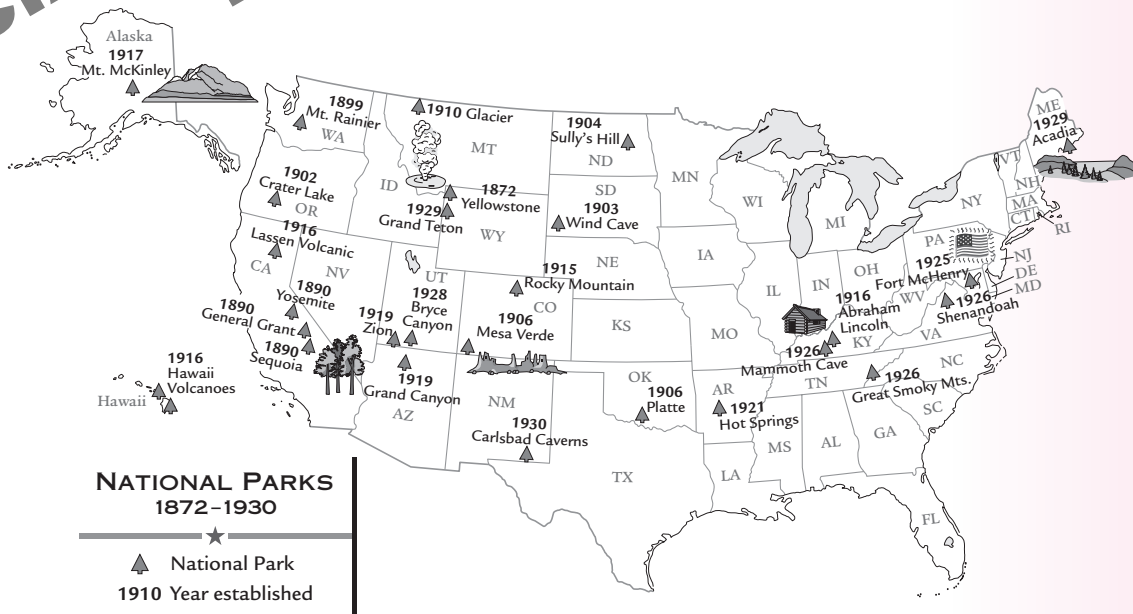 Alaska
1917
Mt. McKinley
1899
Mt. Rainier
WA
1910 Glacier
MT
1904
Sully's Hill
ND
MN
1902
Crater Lake
OR
ID
1872
Yellowstone
1929
Grand Teton
WY
SD
1903
Wind Cave
WI
MI
ME
1929
Acadia
VT
NH
NY
MA
CT
RI
1916
Lassen Volcanic
CA
NV
UT
1915
Rocky Mountain
CO
NE
IA
IL
IN
OH
PA
1925
Fort McHenry
NJ
DE
MD
WV
1926
Shenandoah
VA
1890
Yosemite
1890
General Grant
1890
Sequoia
1919
Zion
1928
Bryce
Canyon
1906
Mesa Verde
KS
MO
1916
Abraham
Lincoln
KY
1926
Mammoth Cave
TN
NC
1926
Great Smoky Mts.
SC
1916
Hawaii
Volcanoes
Hawaii
1919
Grand Canyon
AZ
NM
1930
Carlsbad Caverns
OK
1906
Platte
AR
1921
Hot Springs
MS
AL
GA
TX
LA
FL
NATIONAL PARKS
1872–1930
National Park
1910 Year established